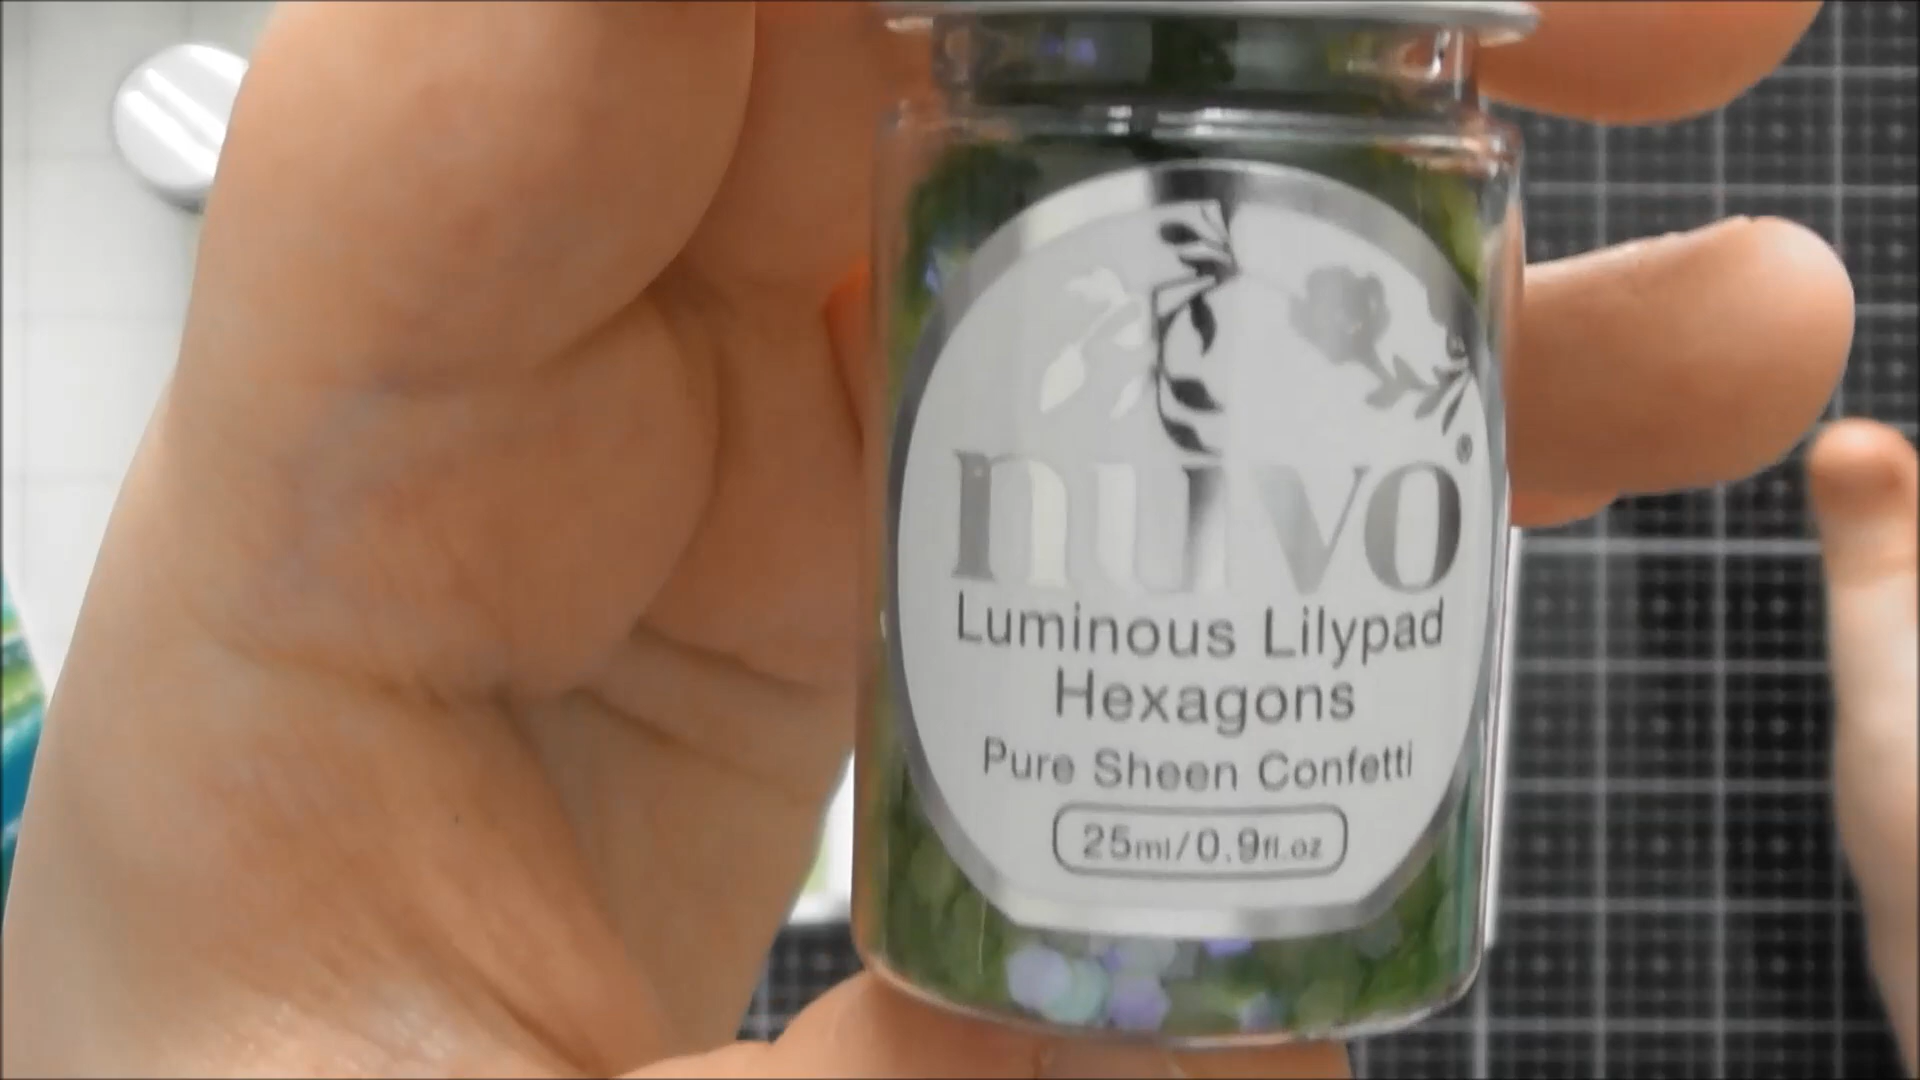 nuvo®
Luminous Lilypad
Hexagons
Pure Sheen Confetti
25ml/0.9fl.oz